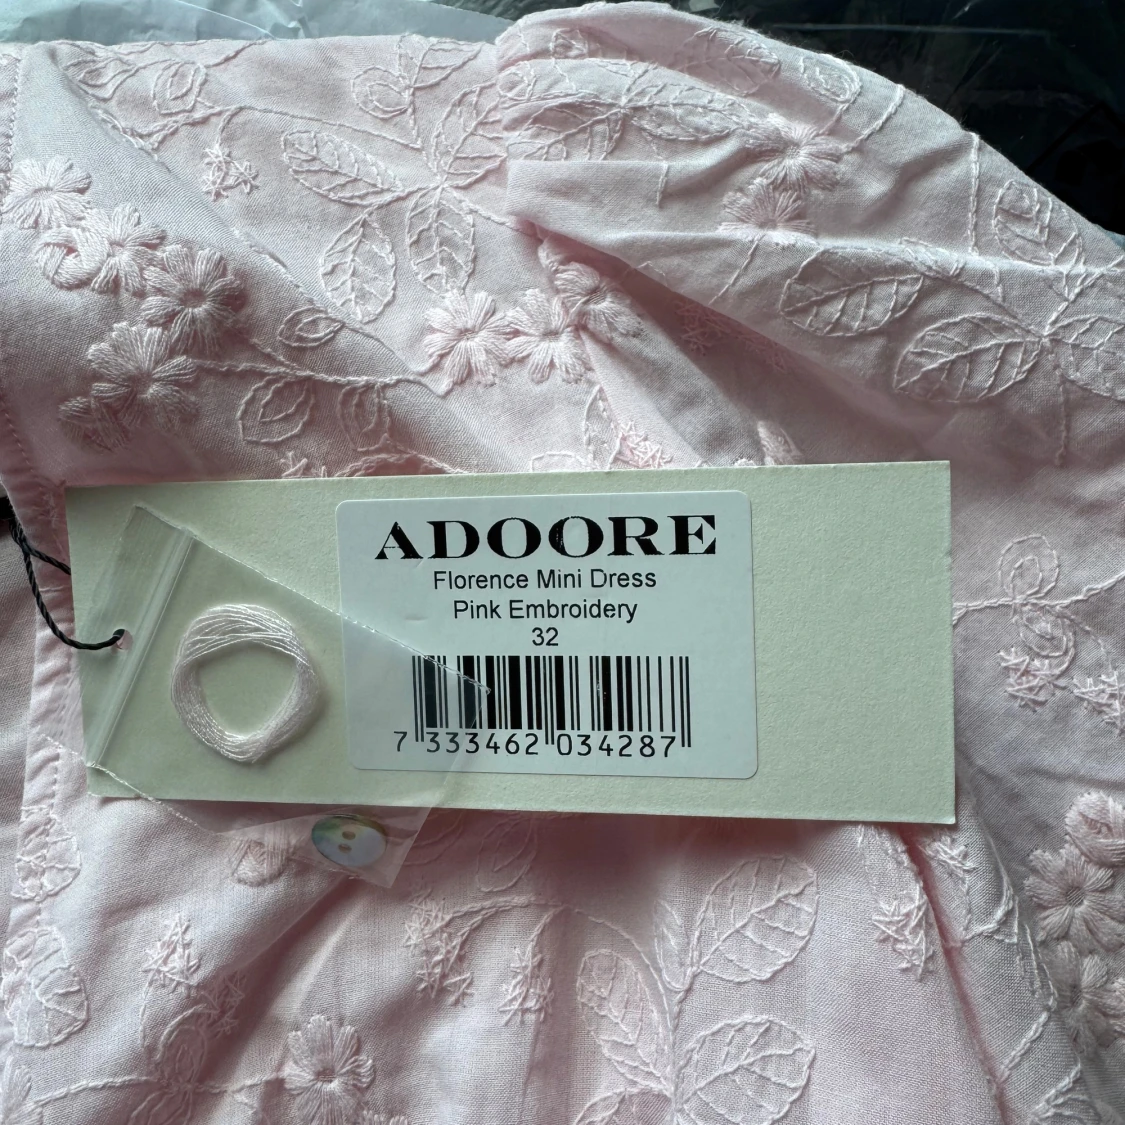 ADOORE
Florence Mini Dress
Pink Embroidery
32
7 333462 034287